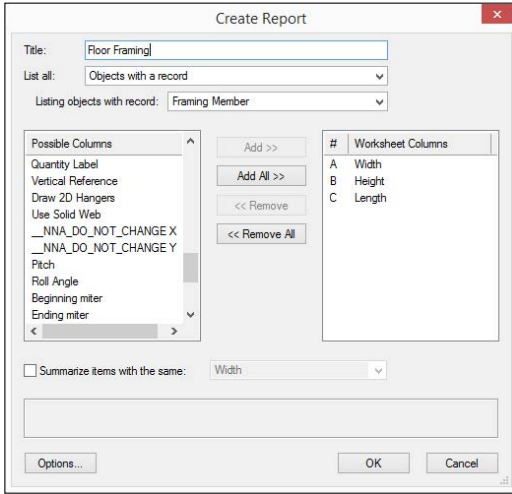 Create Report
Title: Floor Framing
List all: Objects with a record
Listing objects with record: Framing Member
Possible Columns
Quantity Label
Vertical Reference
Draw 2D Hangers
Use Solid Web
__NNA_DO_NOT_CHANGE X
__NNA_DO_NOT_CHANGE Y
Pitch
Roll Angle
Beginning miter
Ending miter
Add >>
Add All >>
<< Remove
<< Remove All
# Worksheet Columns
A Width
B Height
C Length
Summarize items with the same: Width
Options...
OK
Cancel